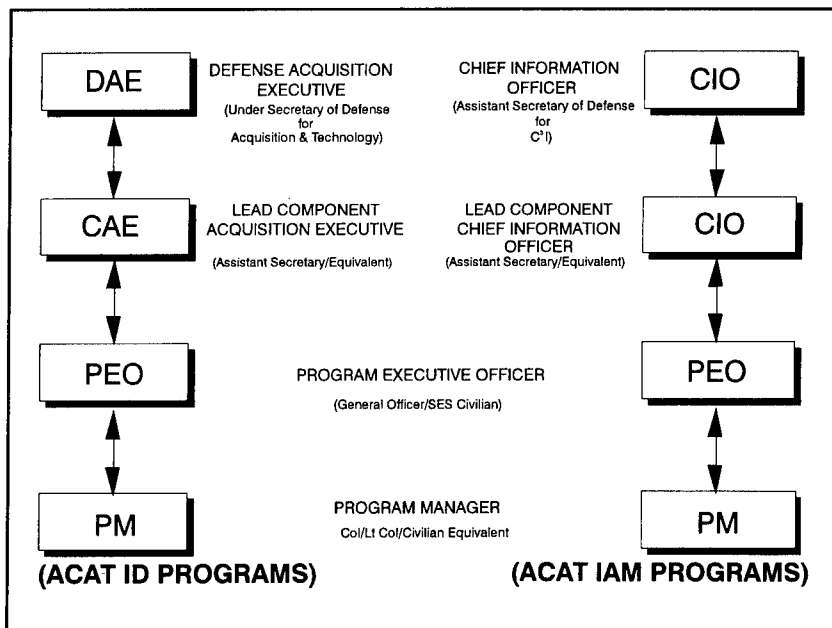 DAE
DEFENSE ACQUISITION
EXECUTIVE
(Under Secretary of Defense
for
Acquisition & Technology)
CHIEF INFORMATION
OFFICER
(Assistant Secretary of Defense
for
C³I)
CIO
CAE
LEAD COMPONENT
ACQUISITION EXECUTIVE
(Assistant Secretary/Equivalent)
LEAD COMPONENT
CHIEF INFORMATION
OFFICER
(Assistant Secretary/Equivalent)
CIO
PEO
PROGRAM EXECUTIVE OFFICER
(General Officer/SES Civilian)
PEO
PM
PROGRAM MANAGER
Col/Lt Col/Civilian Equivalent
PM
(ACAT ID PROGRAMS)
(ACAT IAM PROGRAMS)